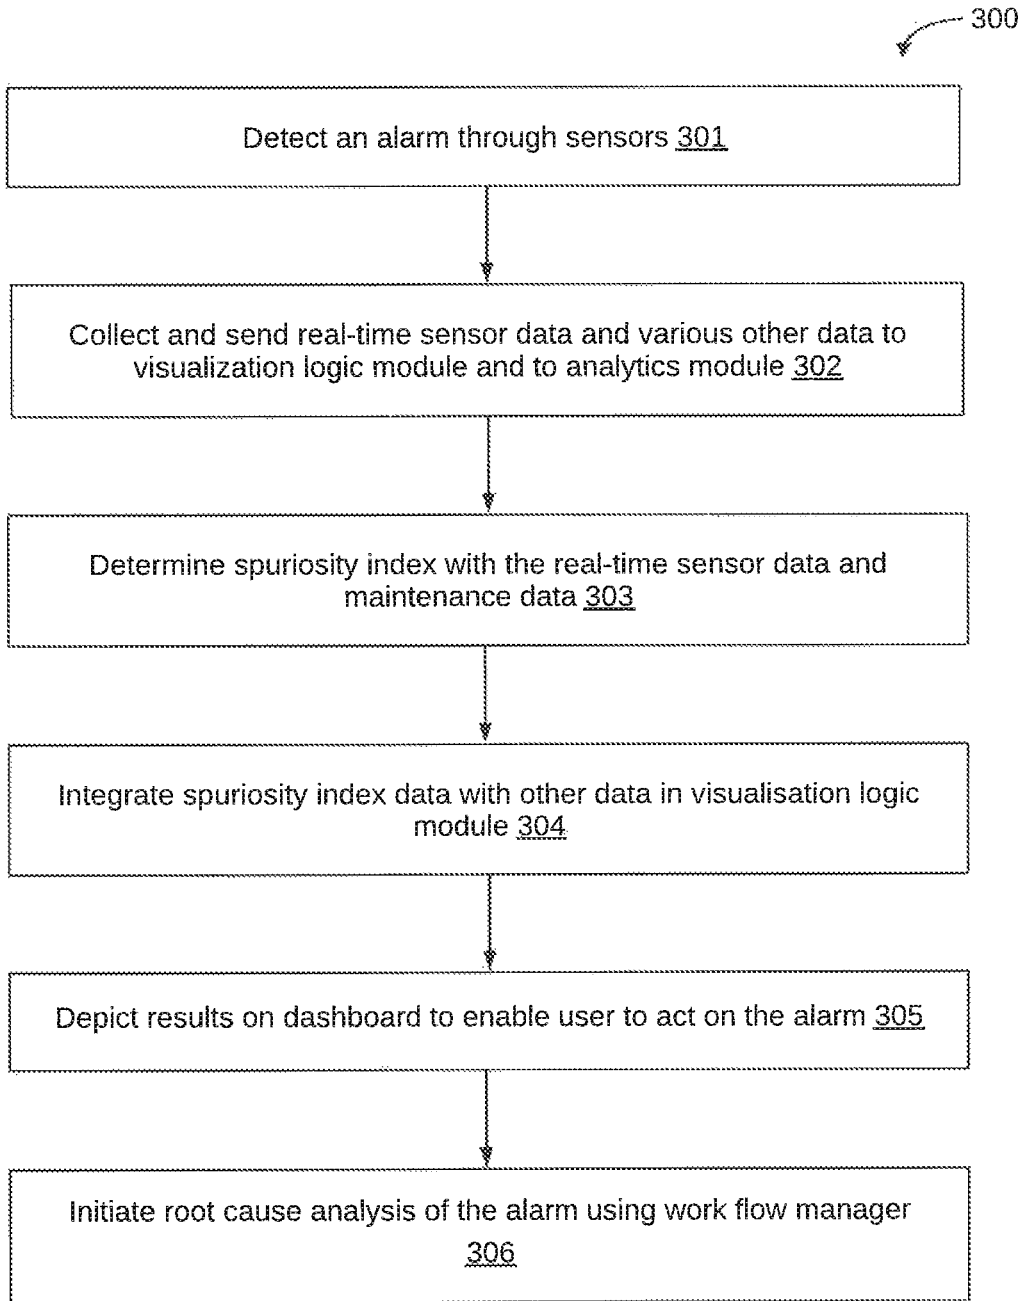 300
Detect an alarm through sensors 301
Collect and send real-time sensor data and various other data to
visualization logic module and to analytics module 302
Determine spuriosity index with the real-time sensor data and
maintenance data 303
Integrate spuriosity index data with other data in visualisation logic
module 304
Depict results on dashboard to enable user to act on the alarm 305
Initiate root cause analysis of the alarm using work flow manager
306